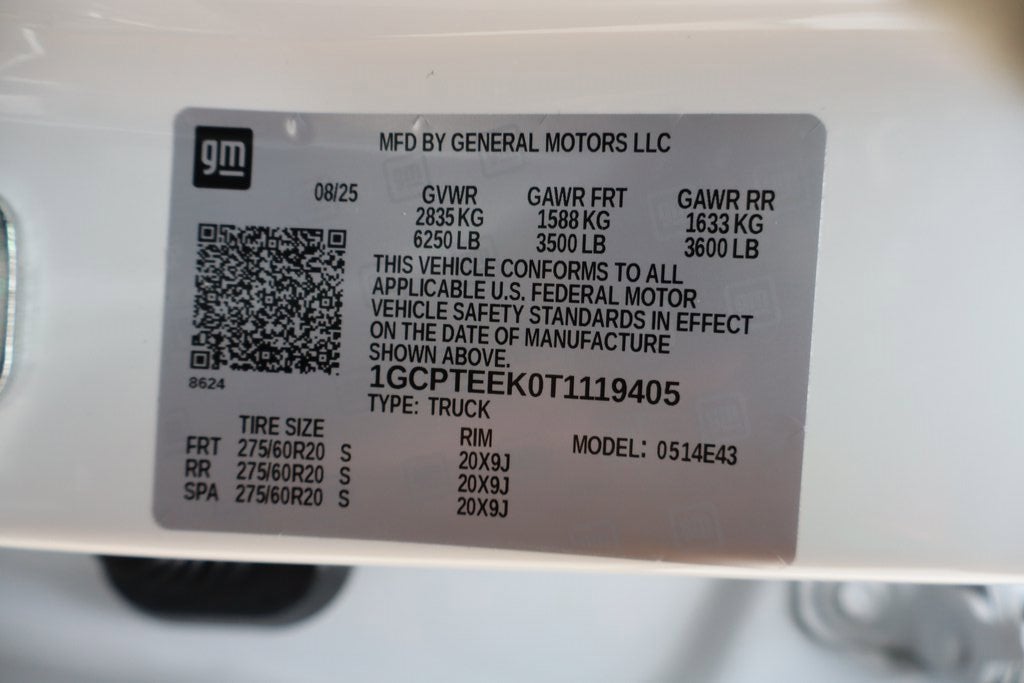 gm
MFD BY GENERAL MOTORS LLC
08/25 GVWR GAWR FRT GAWR RR
2835 KG 1588 KG 1633 KG
6250 LB 3500 LB 3600 LB
THIS VEHICLE CONFORMS TO ALL
APPLICABLE U.S. FEDERAL MOTOR
VEHICLE SAFETY STANDARDS IN EFFECT
ON THE DATE OF MANUFACTURE
SHOWN ABOVE.
8624
1GCPTEEK0T1119405
TYPE: TRUCK
TIRE SIZE RIM MODEL: 0514E43
FRT 275/60R20 S 20X9J
RR 275/60R20 S 20X9J
SPA 275/60R20 S 20X9J